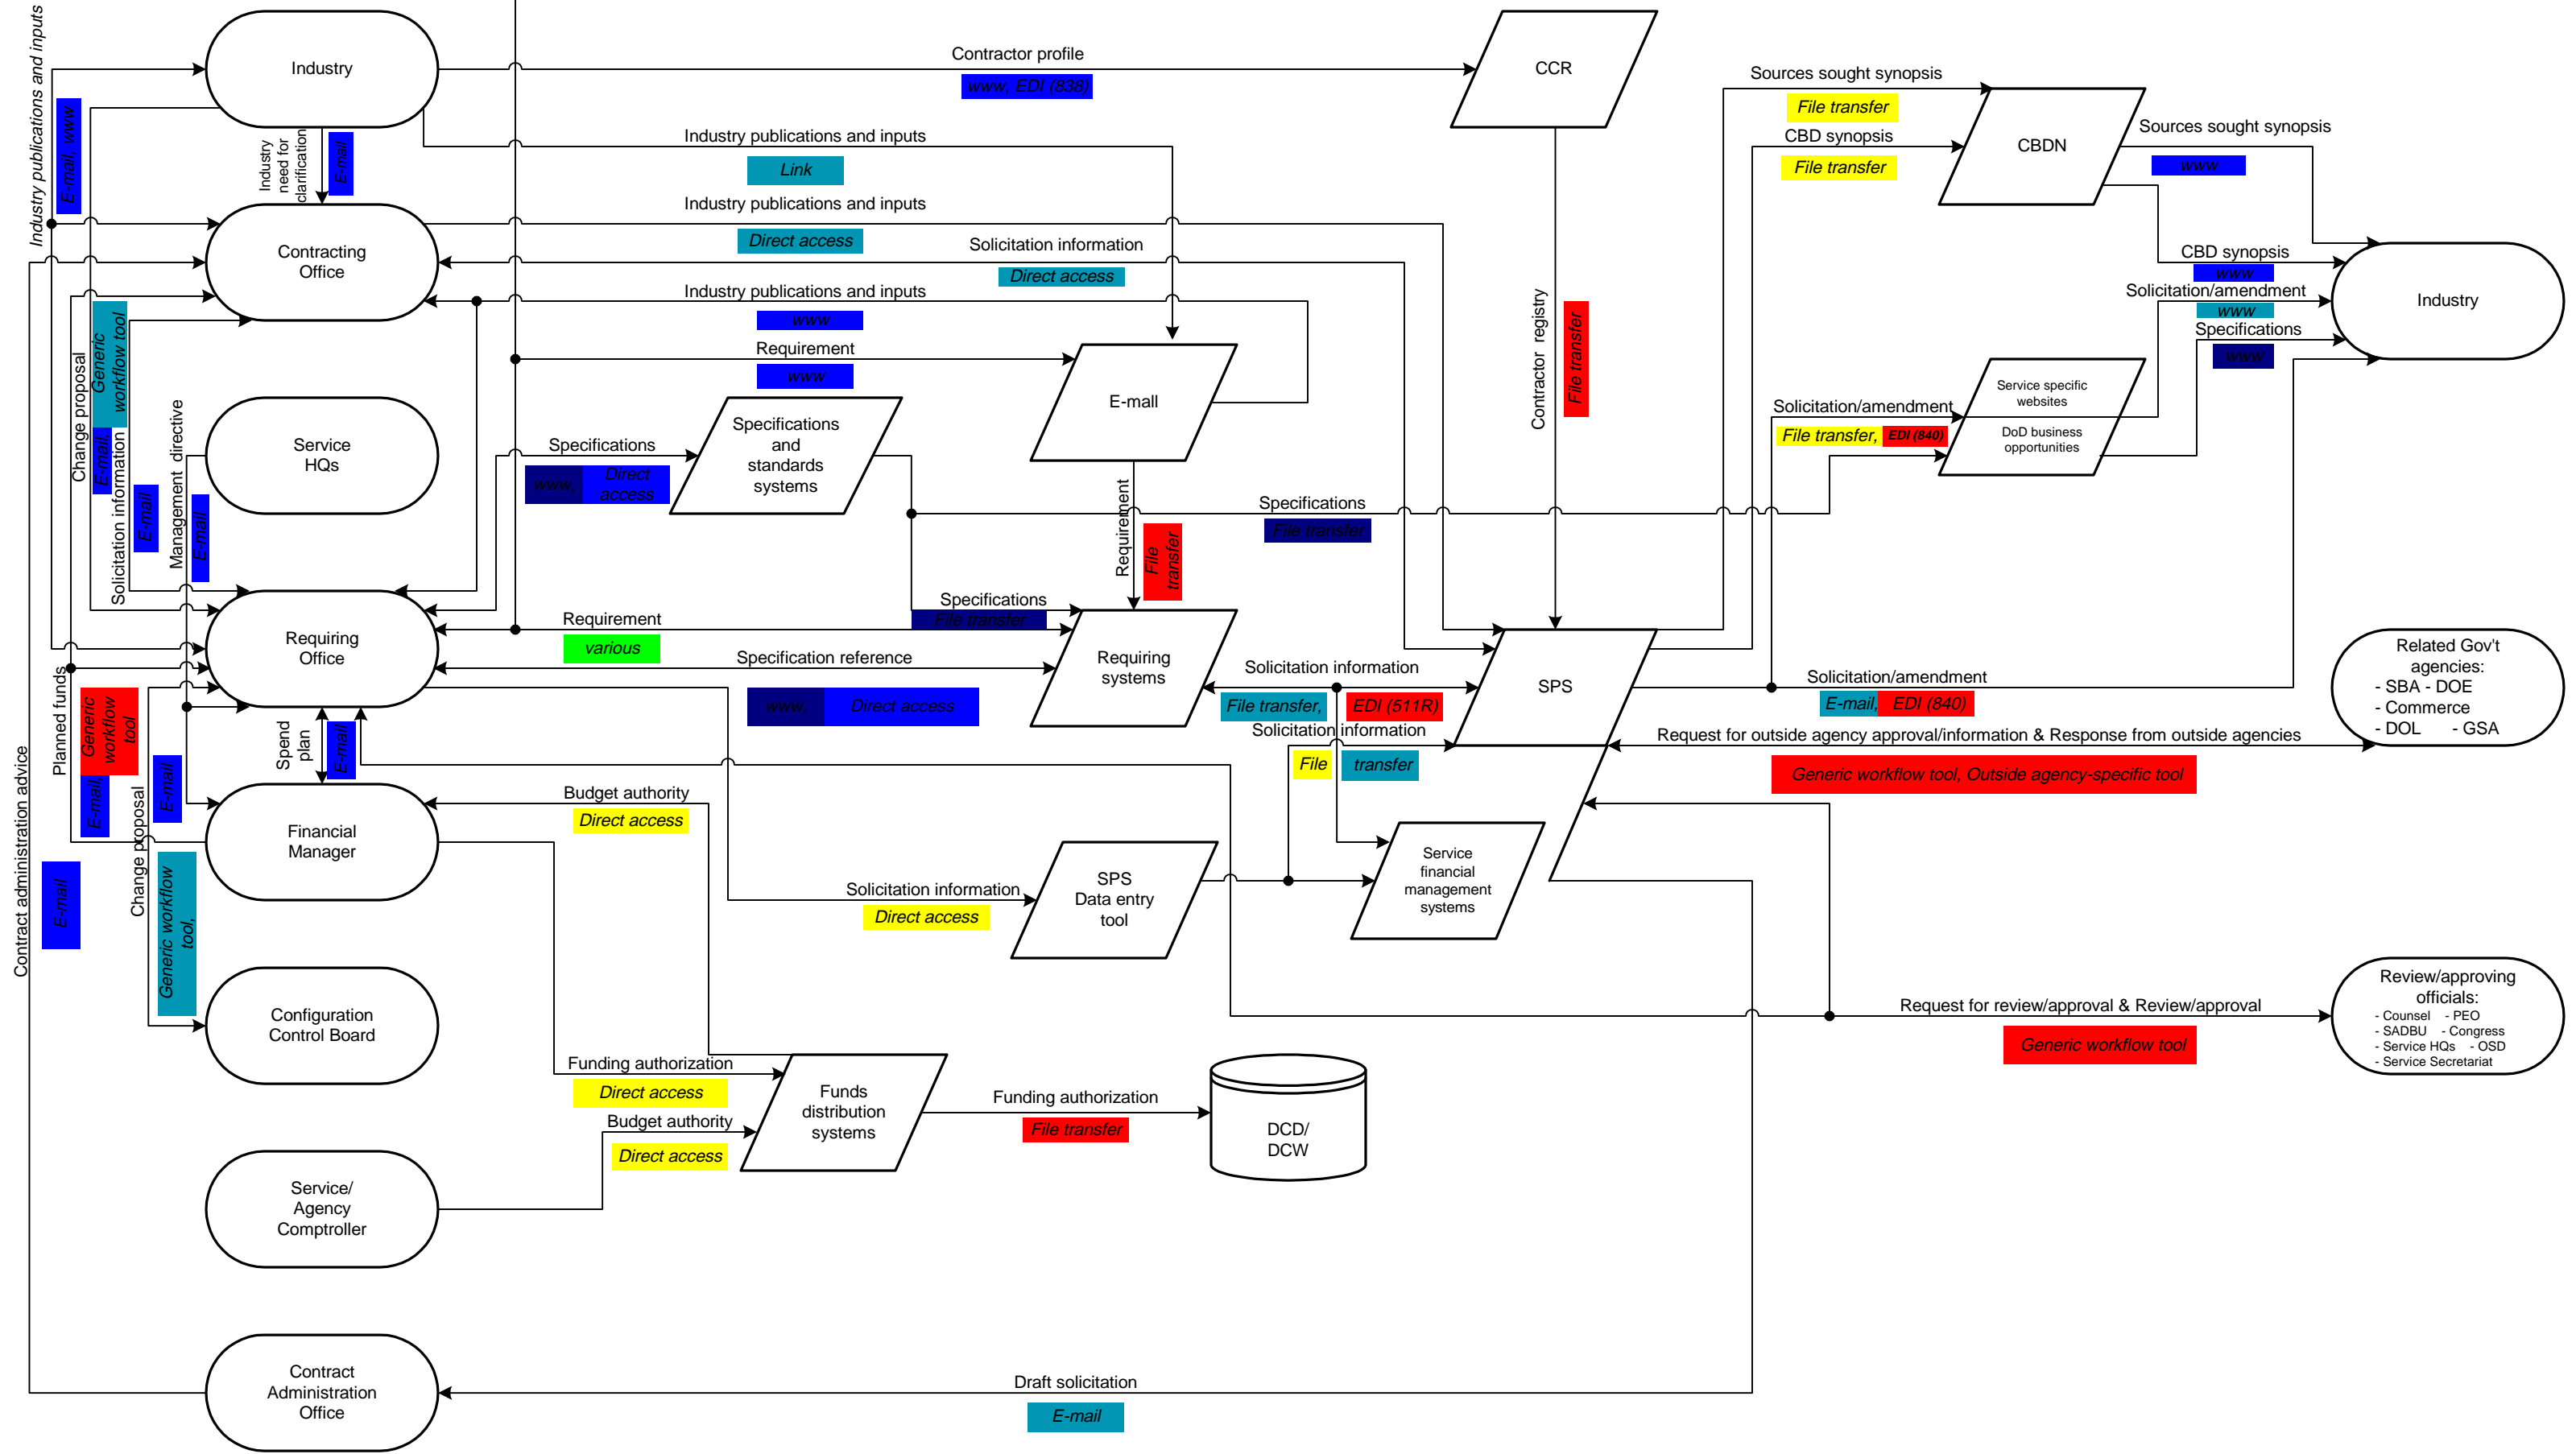 Industry publications and inputs
E-mail, www
Industry
Contractor profile
www, EDI (838)
CCR
Sources sought synopsis
File transfer
CBD synopsis
File transfer
CBDN
Sources sought synopsis
www
Industry
need for
clarification
E-mail
Industry publications and inputs
Link
Industry publications and inputs
Direct access
Contracting
Office
Solicitation information
Direct access
Industry publications and inputs
www
Requirement
www
CBD synopsis
www
Solicitation/amendment
www
Specifications
www,
Industry
Change proposal
Generic
workflow tool
E-mail,
Solicitation information
E-mail
Management directive
E-mail
Service
HQs
Specifications
www,
Direct
access
Specifications
and
standards
systems
E-mall
Contractor registry
File transfer
Service specific
websites
DoD business
opportunities
Solicitation/amendment
File transfer,
EDI (840)
Requirement
File
transfer
Specifications
File transfer
Specifications
File transfer
Requiring
Office
Requirement
various
Specification reference
www,
Direct access
Requiring
systems
Solicitation information
File transfer,
EDI (511R)
Solicitation information
File
transfer
SPS
Solicitation/amendment
E-mail,
EDI (840)
Request for outside agency approval/information & Response from outside agencies
Generic workflow tool, Outside agency-specific tool
Related Gov't
agencies:
- SBA - DOE
- Commerce
- DOL - GSA
Contract administration advice
E-mail
Planned funds
Generic
workflow
tool
E-mail,
Change proposal
E-mail
Generic workflow
tool,
Spend
plan
E-mail
Financial
Manager
Budget authority
Direct access
Solicitation information
Direct access
SPS
Data entry
tool
Service
financial
management
systems
Configuration
Control Board
Request for review/approval & Review/approval
Generic workflow tool
Review/approving
officials:
- Counsel - PEO
- SADBU - Congress
- Service HQs - OSD
- Service Secretariat
Funding authorization
Direct access
Budget authority
Direct access
Funds
distribution
systems
Funding authorization
File transfer
DCD/
DCW
Service/
Agency
Comptroller
Contract
Administration
Office
Draft solicitation
E-mail